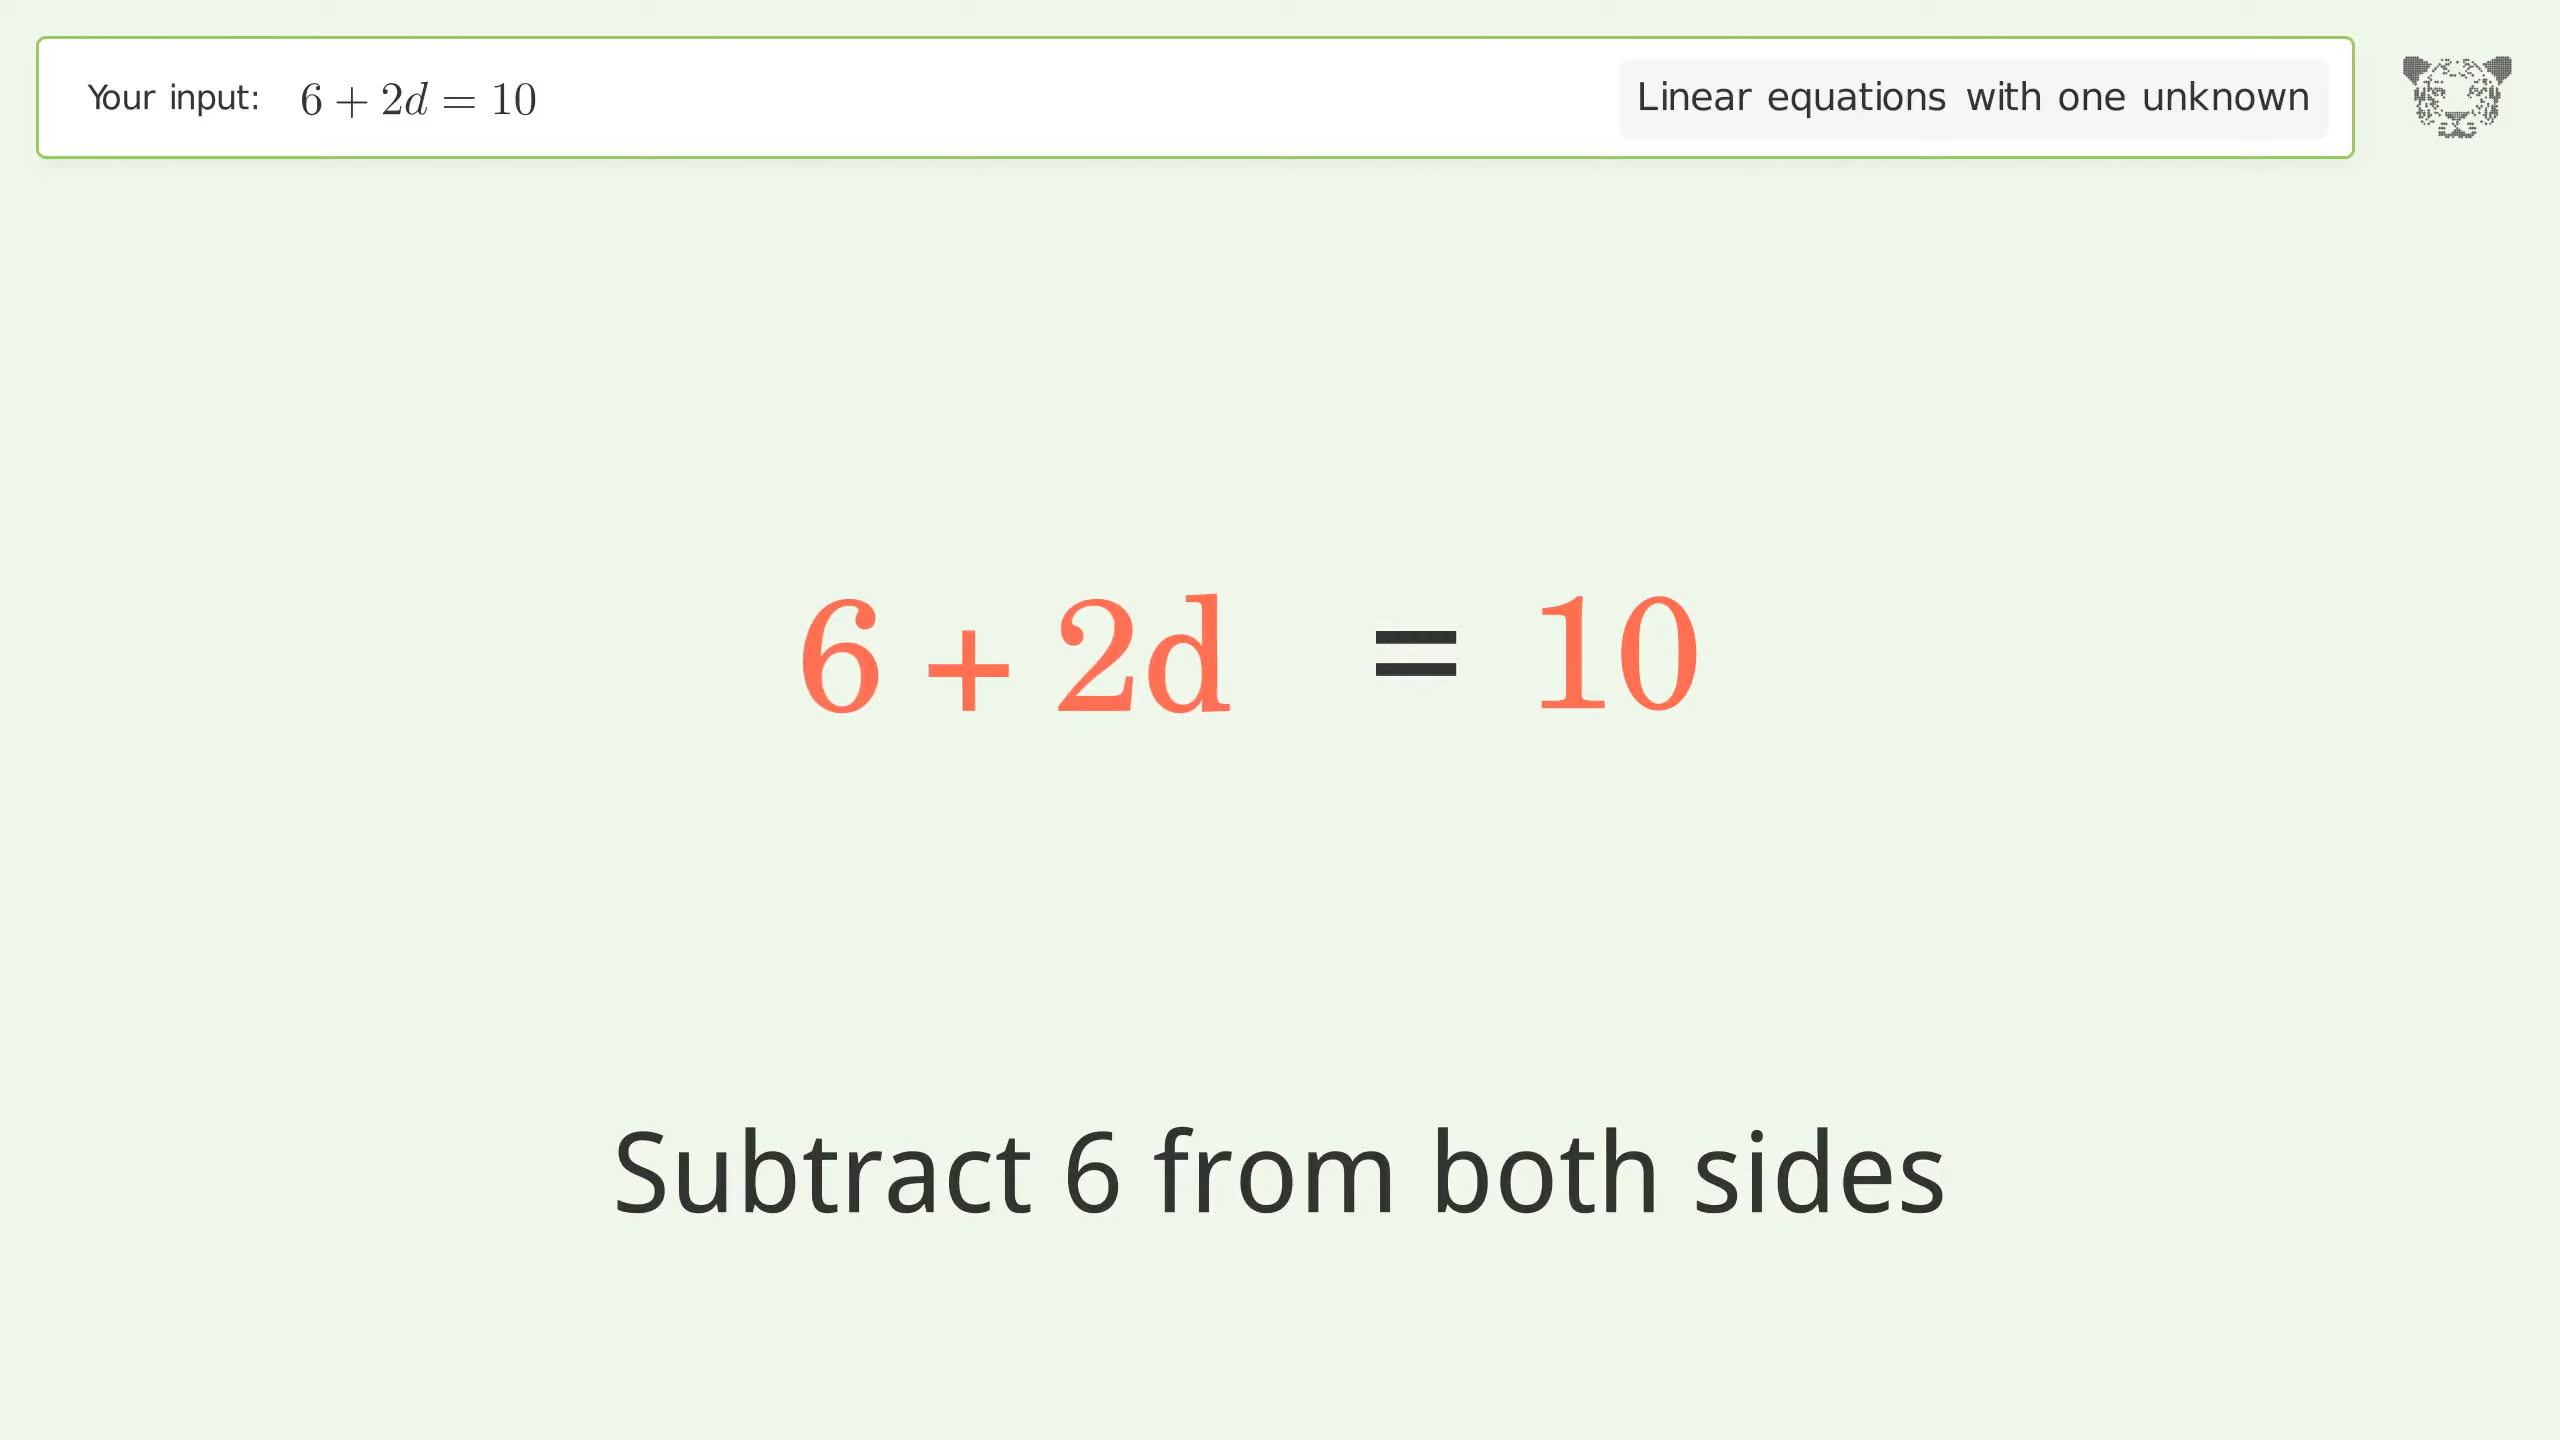 Your input: 6 + 2d = 10
Linear equations with one unknown
6 + 2d = 10
Subtract 6 from both sides